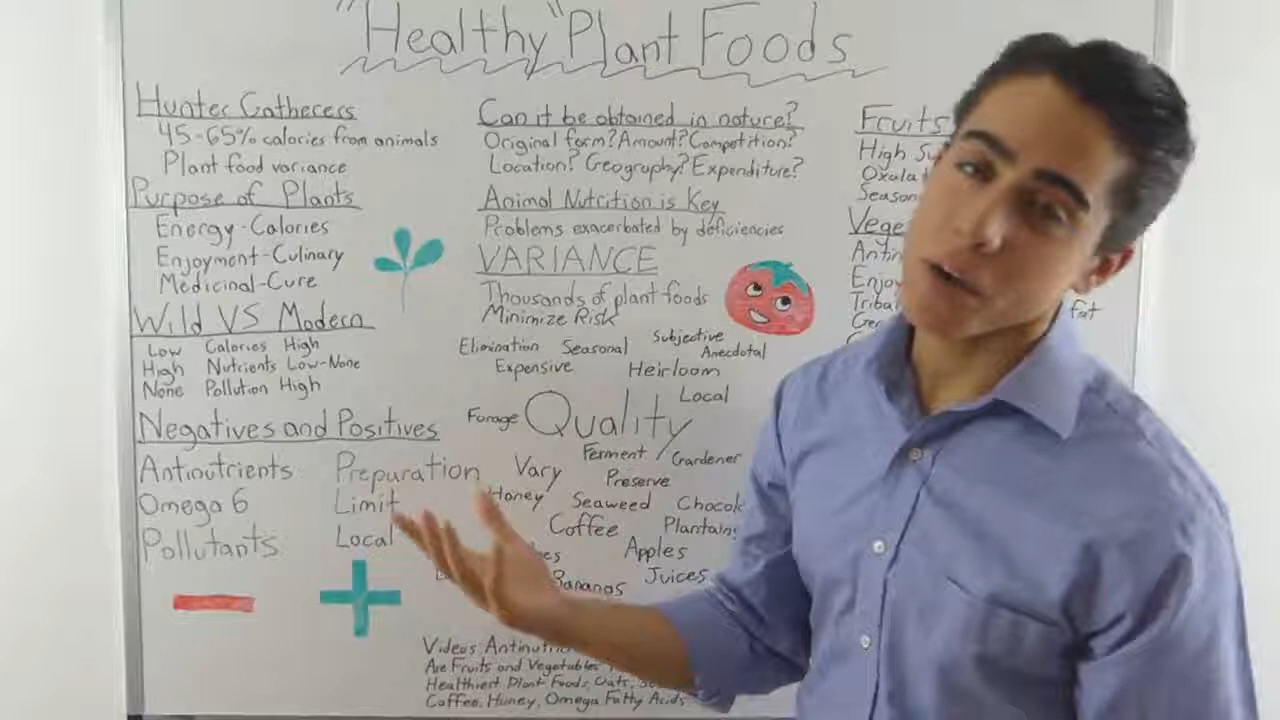 "Healthy" Plant Foods
Hunter Gatherers
45-65% calories from animals
Plant food variance
Purpose of Plants
Energy-Calories
Enjoyment-Culinary
Medicinal-Cure
Wild VS Modern
Low Calories High
High Nutrients Low-None
None Pollution High
Negatives and Positives
Antinutrients Preparation
Omega 6 Limit
Pollutants Local
Can it be obtained in nature?
Original form? Amount? Competition?
Location? Geography? Expenditure?
Animal Nutrition is Key
Problems exacerbated by deficiencies
VARIANCE
Thousands of plant foods
Minimize Risk
Elimination Seasonal Subjective
Anecdotal
Expensive Heirloom
Local
Forage Quality
Ferment Gardener
Vary Preserve
Honey Seaweed
Coffee Plantains
Apples
Bananas Juices
Videos: 
Are Fruits and Vegetables
Healthiest Plant Foods, Oats,
Coffee, Honey, Omega Fatty Acids
Fruits
High
Season
fat